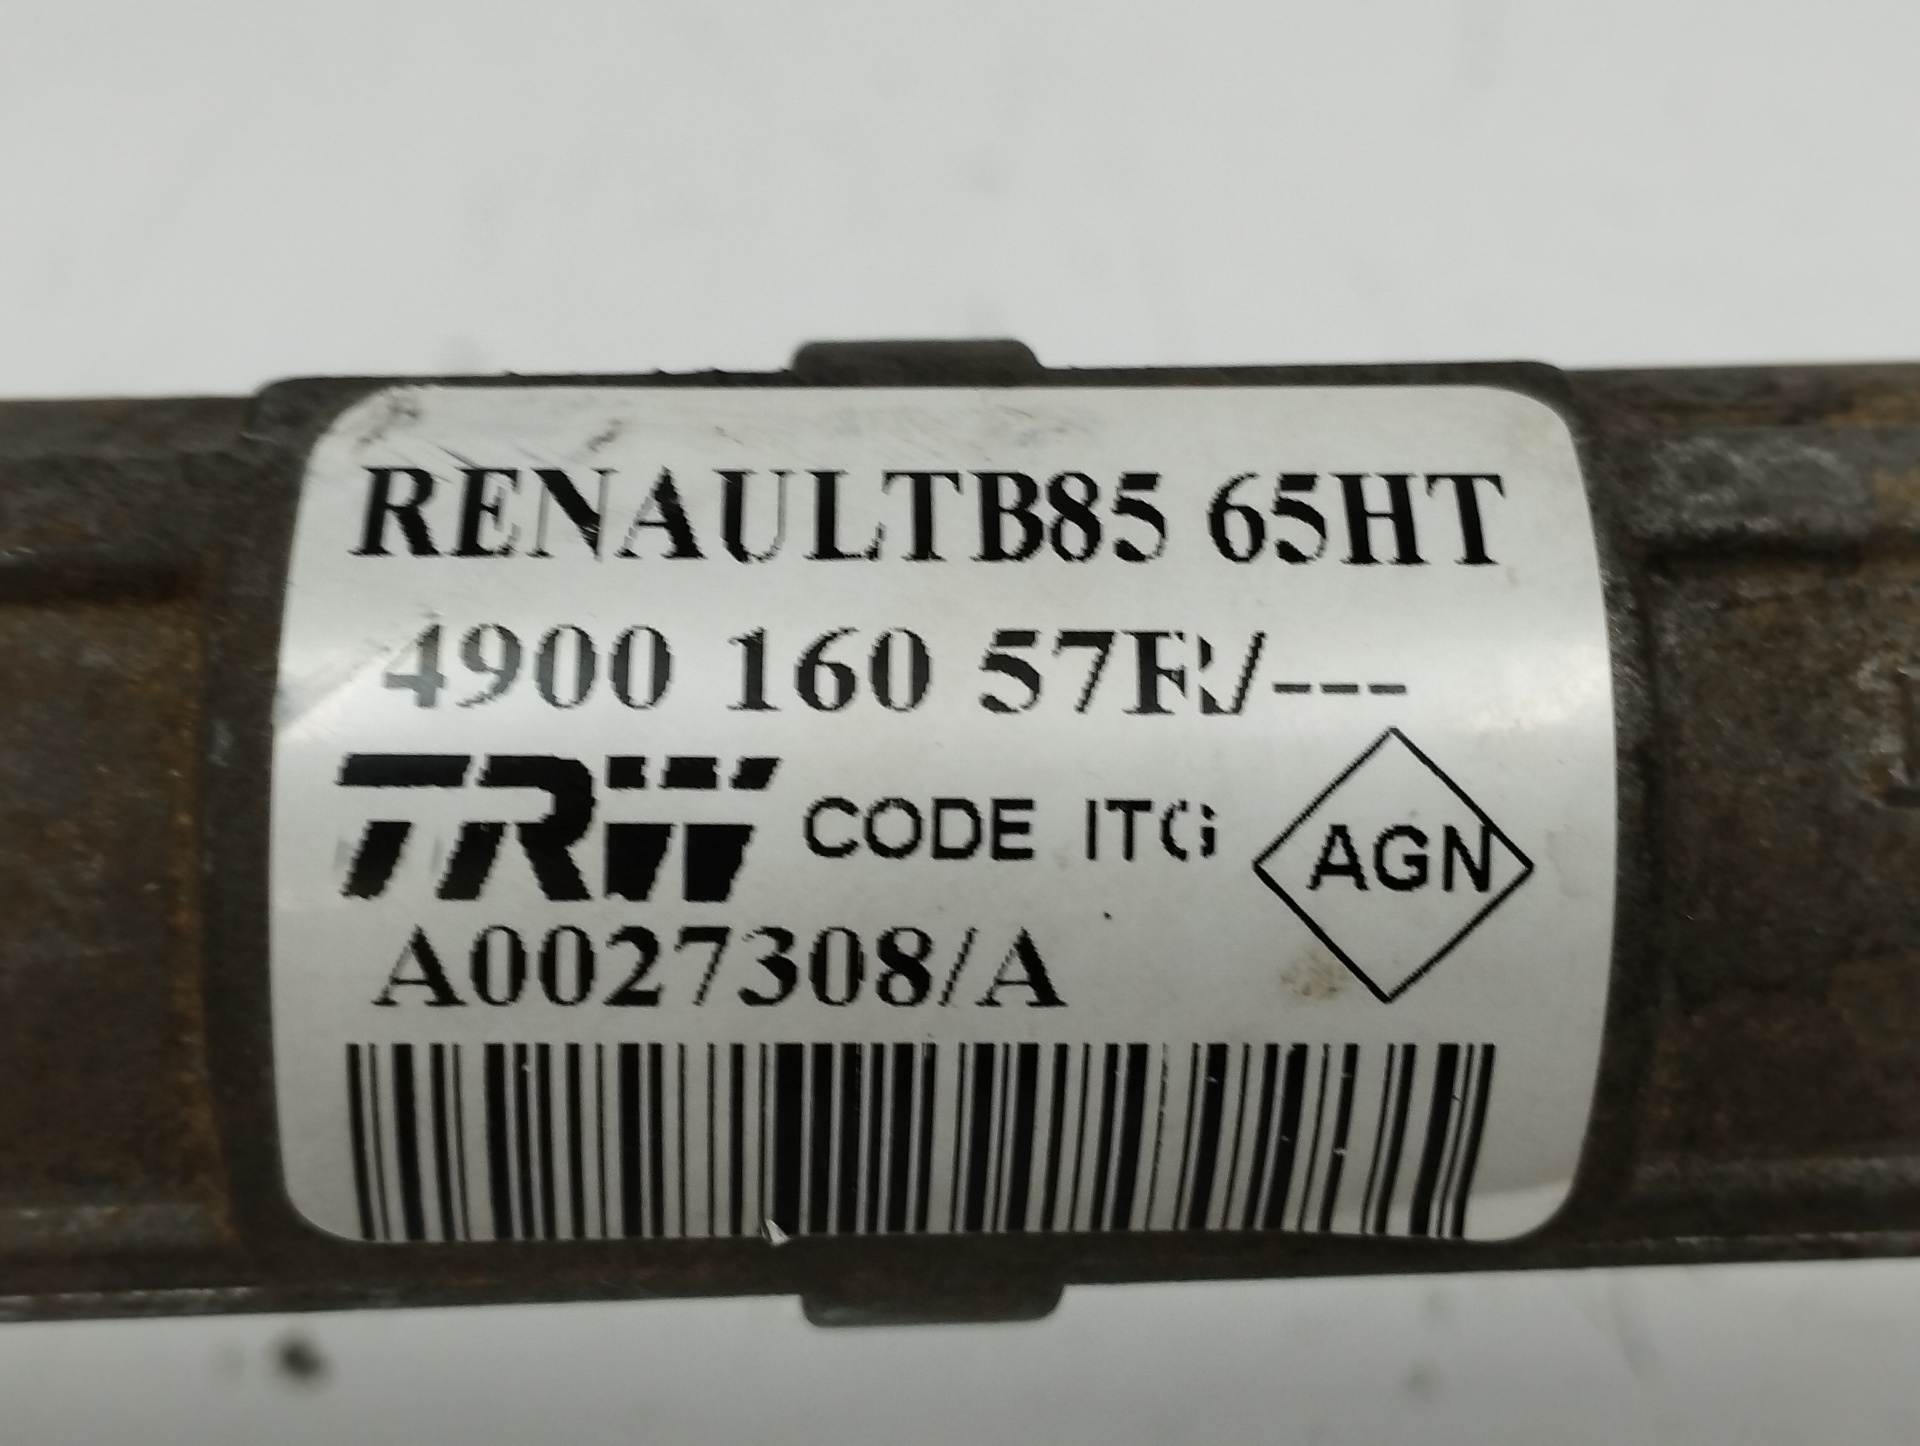 RENAULTB85 65HT
4900 160 57R/---
TRW CODE ITG AGN
A0027308/A